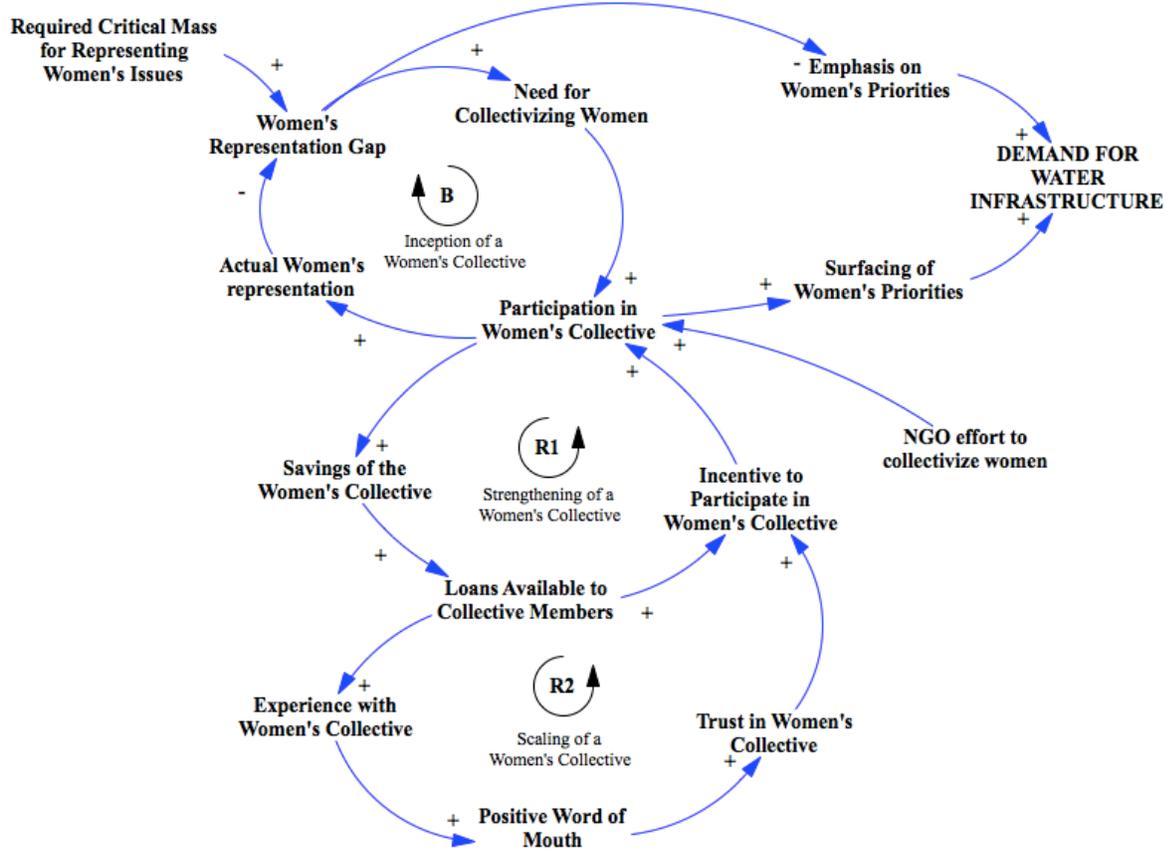 Required Critical Mass
for Representing
Women's Issues
+
+
- Emphasis on
Women's Priorities
Need for
Collectivizing Women
Women's
Representation Gap
+
DEMAND FOR
WATER
INFRASTRUCTURE
+
-
B
Inception of a
Women's Collective
Actual Women's
representation
+
Surfacing of
Women's Priorities
+
Participation in
Women's Collective
+
+
+
NGO effort to
collectivize women
+
Savings of the
Women's Collective
R1
Strengthening of a
Women's Collective
Incentive to
Participate in
Women's Collective
+
+
Loans Available to
Collective Members
+
+
Experience with
Women's Collective
R2
Scaling of a
Women's Collective
Trust in Women's
Collective
+
+
Positive Word of
Mouth